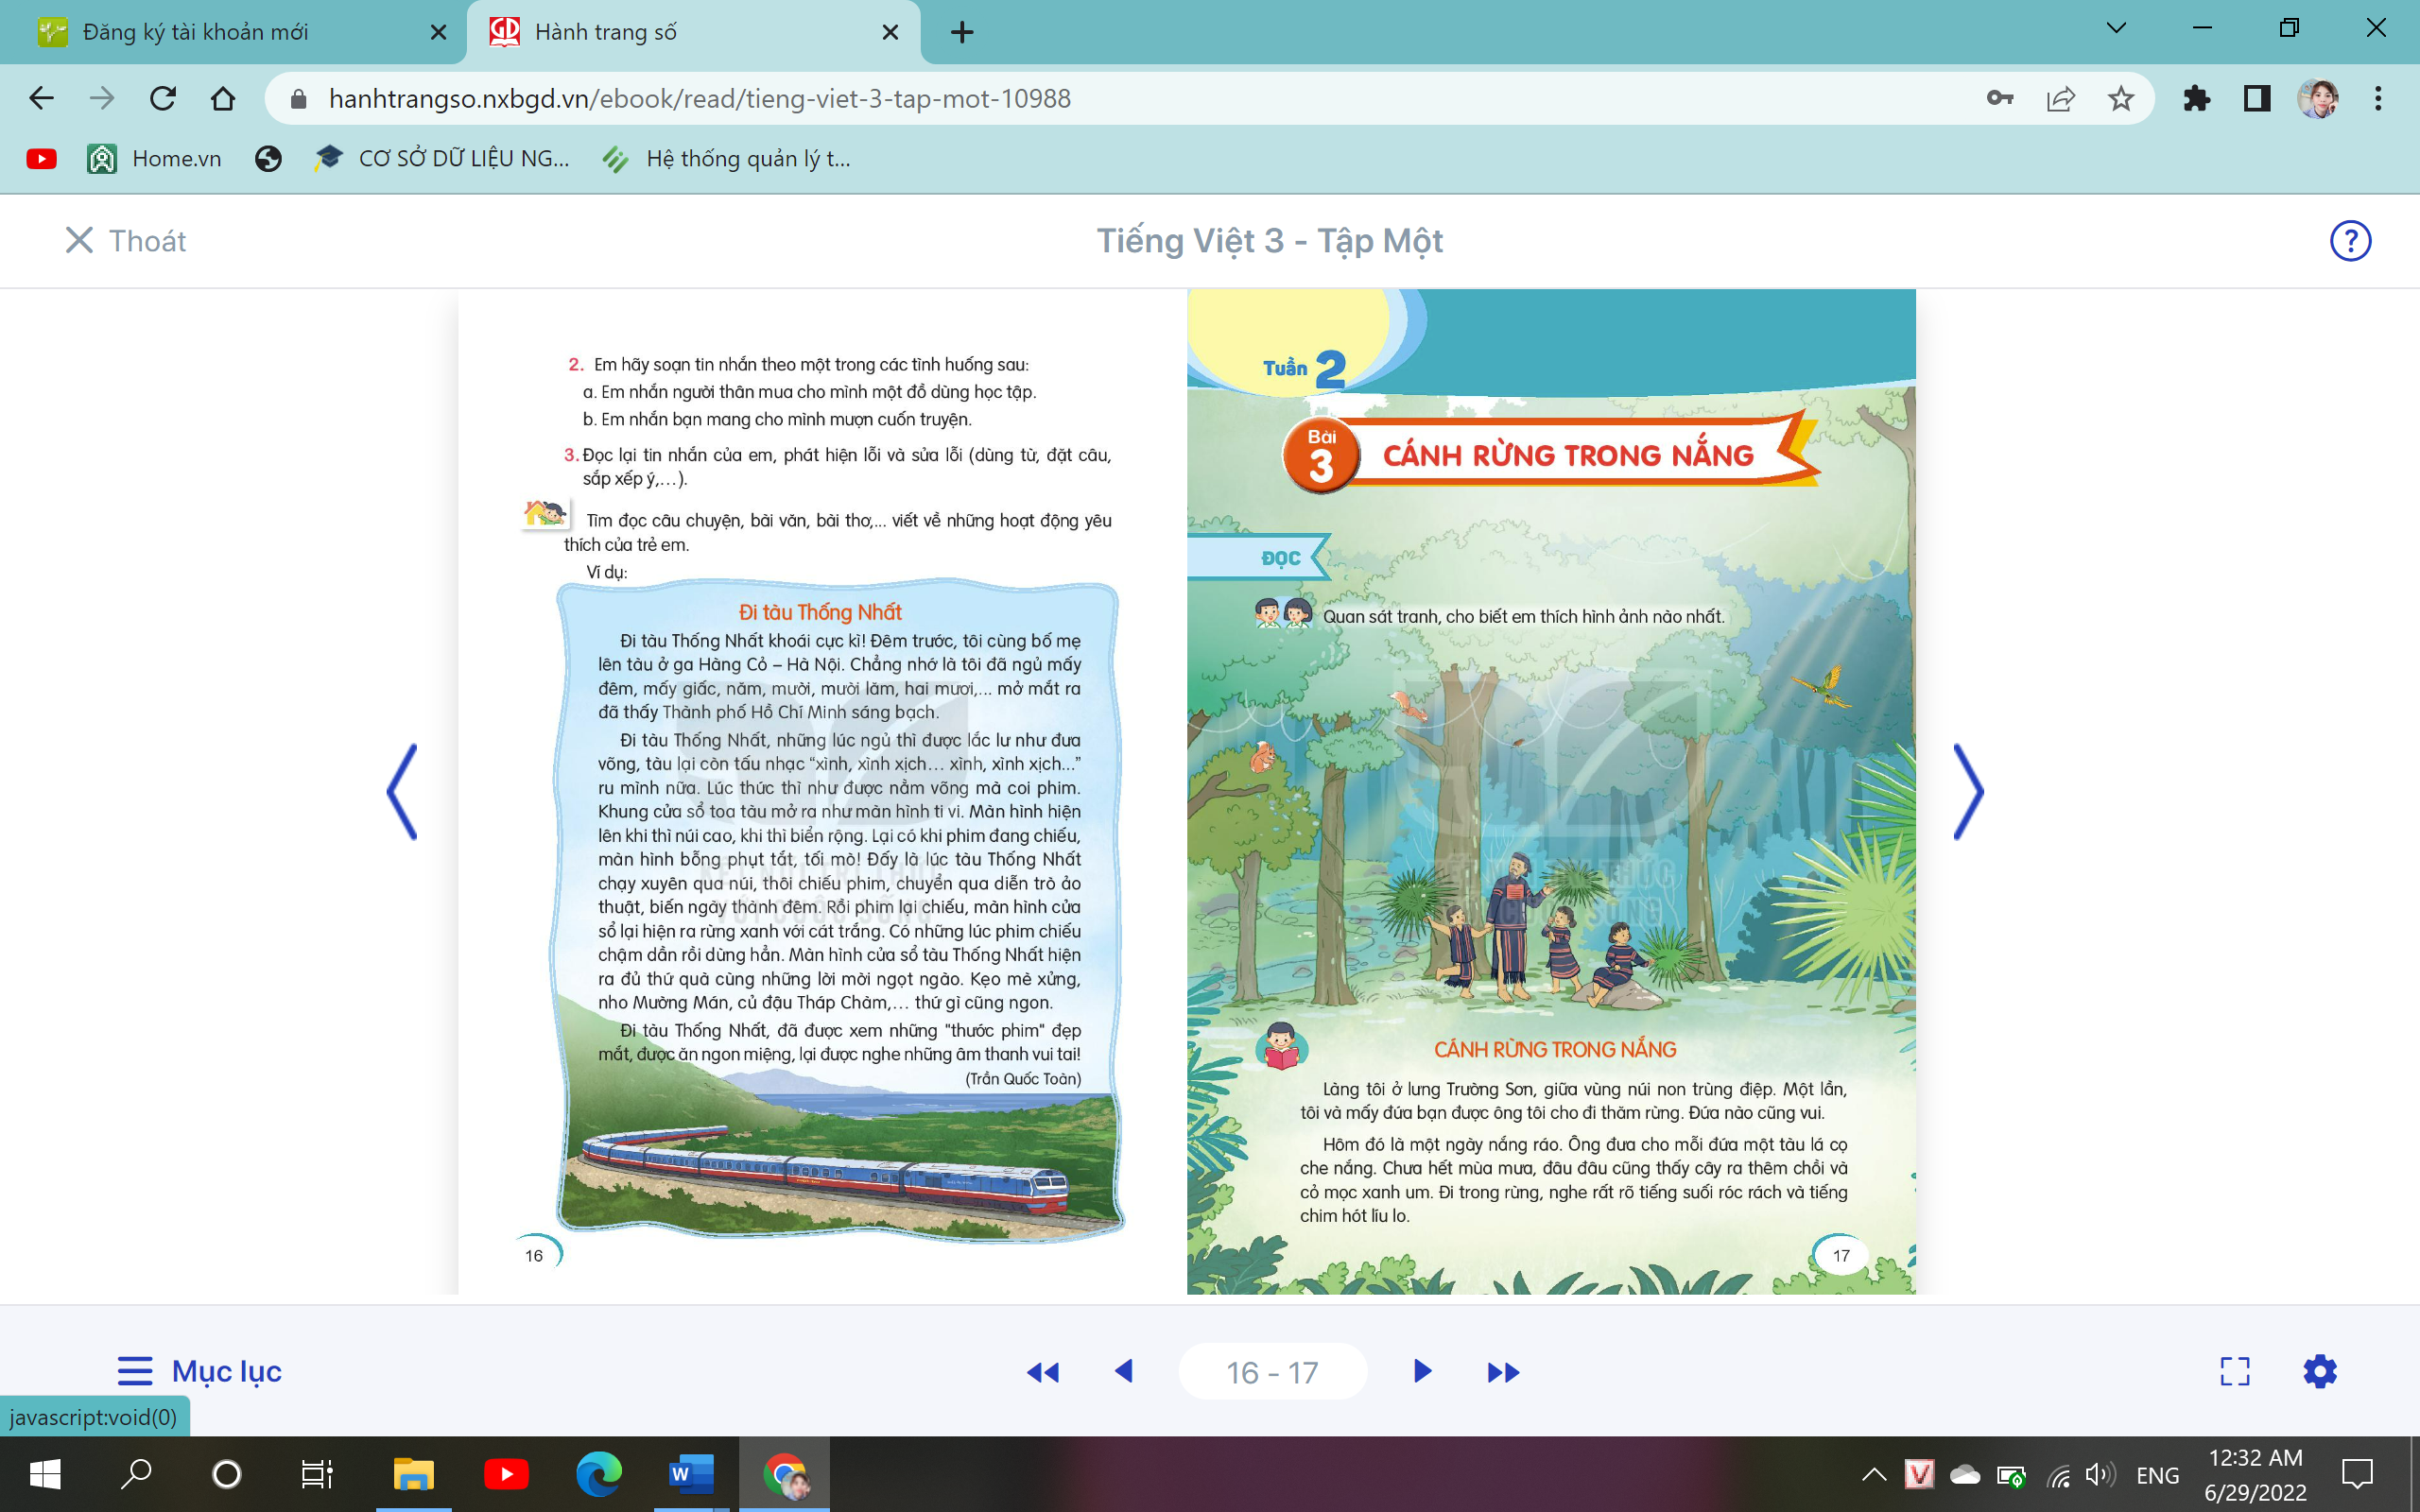 Đăng ký tài khoản mới
Hành trang số
hanhtrangso.nxbgd.vn/ebook/read/tieng-viet-3-tap-mot-10988
Home.vn
CƠ SỞ DỮ LIỆU NG...
Hệ thống quản lý t...
Thoát
Tiếng Việt 3 - Tập Một
?
2. Em hãy soạn tin nhắn theo một trong các tình huống sau:
a. Em nhắn người thân mua cho mình một đồ dùng học tập.
b. Em nhắn bạn mang cho mình mượn cuốn truyện.
3. Đọc lại tin nhắn của em, phát hiện lỗi và sửa lỗi (dùng từ, đặt câu,
sắp xếp ý,...).
Tìm đọc câu chuyện, bài văn, bài thơ,... viết về những hoạt động yêu
thích của trẻ em.
Ví dụ:
Đi tàu Thống Nhất
Đi tàu Thống Nhất khoái cực kì! Đêm trước, tôi cùng bố mẹ
lên tàu ở ga Hàng Cỏ – Hà Nội. Chẳng nhớ là tôi đã ngủ mấy
đêm, mấy giấc, năm, mười, mười lăm, hai mươi,... mở mắt ra
đã thấy Thành phố Hồ Chí Minh sáng bạch.
Đi tàu Thống Nhất, những lúc ngủ thì được lắc lư như đưa
võng, tàu lại còn tấu nhạc “xình, xình xịch... xình, xình xịch...”
ru mình nữa. Lúc thức thì như được nằm võng mà coi phim.
Khung cửa sổ toa tàu mở ra như màn hình ti vi. Màn hình hiện
lên khi thì núi cao, khi thì biển rộng. Lại có khi phim đang chiếu,
màn hình bỗng phụt tắt, tối mò! Đấy là lúc tàu Thống Nhất
chạy xuyên qua núi, thôi chiếu phim, chuyển qua diễn trò ảo
thuật, biến ngày thành đêm. Rồi phim lại chiếu, màn hình cửa
sổ lại hiện ra rừng xanh với cát trắng. Có những lúc phim chiếu
chậm dần rồi dừng hẳn. Màn hình cửa sổ tàu Thống Nhất hiện
ra đủ thứ quà cùng những lời mời ngọt ngào. Kẹo mè xửng,
nho Mường Mán, củ đậu Tháp Chàm,... thứ gì cũng ngon.
Đi tàu Thống Nhất, đã được xem những "thước phim" đẹp
mắt, được ăn ngon miệng, lại được nghe những âm thanh vui tai!
(Trần Quốc Toàn)
KẾT NỐI TRI THỨC
VỚI CUỘC SỐNG
16
Tuần 2
Bài
3
CÁNH RỪNG TRONG NẮNG
ĐỌC
Quan sát tranh, cho biết em thích hình ảnh nào nhất.
KẾT NỐI TRI THỨC
VỚI CUỘC SỐNG
CÁNH RỪNG TRONG NẮNG
Làng tôi ở lưng Trường Sơn, giữa vùng núi non trùng điệp. Một lần,
tôi và mấy đứa bạn được ông tôi cho đi thăm rừng. Đứa nào cũng vui.
Hôm đó là một ngày nắng ráo. Ông đưa cho mỗi đứa một tàu lá cọ
che nắng. Chưa hết mùa mưa, đâu đâu cũng thấy cây ra thêm chồi và
cỏ mọc xanh um. Đi trong rừng, nghe rất rõ tiếng suối róc rách và tiếng
chim hót líu lo.
17
Mục lục
16 - 17
javascript:void(0)
ENG
12:32 AM
6/29/2022